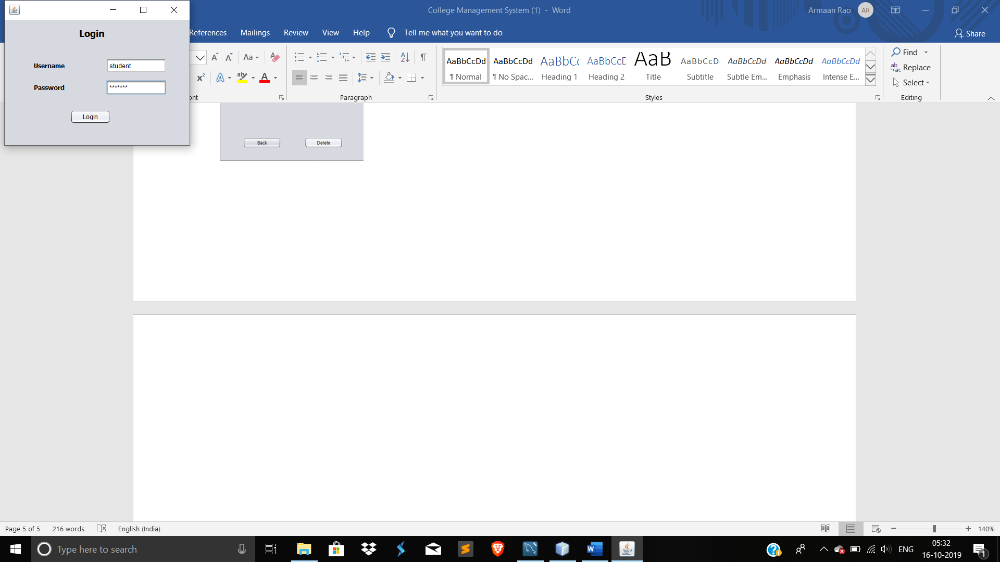 College Management System (1) - Word
Armaan Rao
AR
References
Mailings
Review
View
Help
Tell me what you want to do
Share
Login
Username
student
Password
*******
Login
Aa
ab
A
x²
A
A
ont
Paragraph
AaBbCcDd
¶ Normal
AaBbCcDd
¶ No Spac...
AaBbCc
Heading 1
AaBbCcD
Heading 2
AaB
Title
AaBbCcD
Subtitle
AaBbCcDd
Subtle Em...
AaBbCcDd
Emphasis
AaBbCcDd
Intense E...
Styles
Find
Replace
Select
Editing
Back
Delete
Page 5 of 5
216 words
English (India)
140%
Type here to search
ENG
05:32
16-10-2019
1